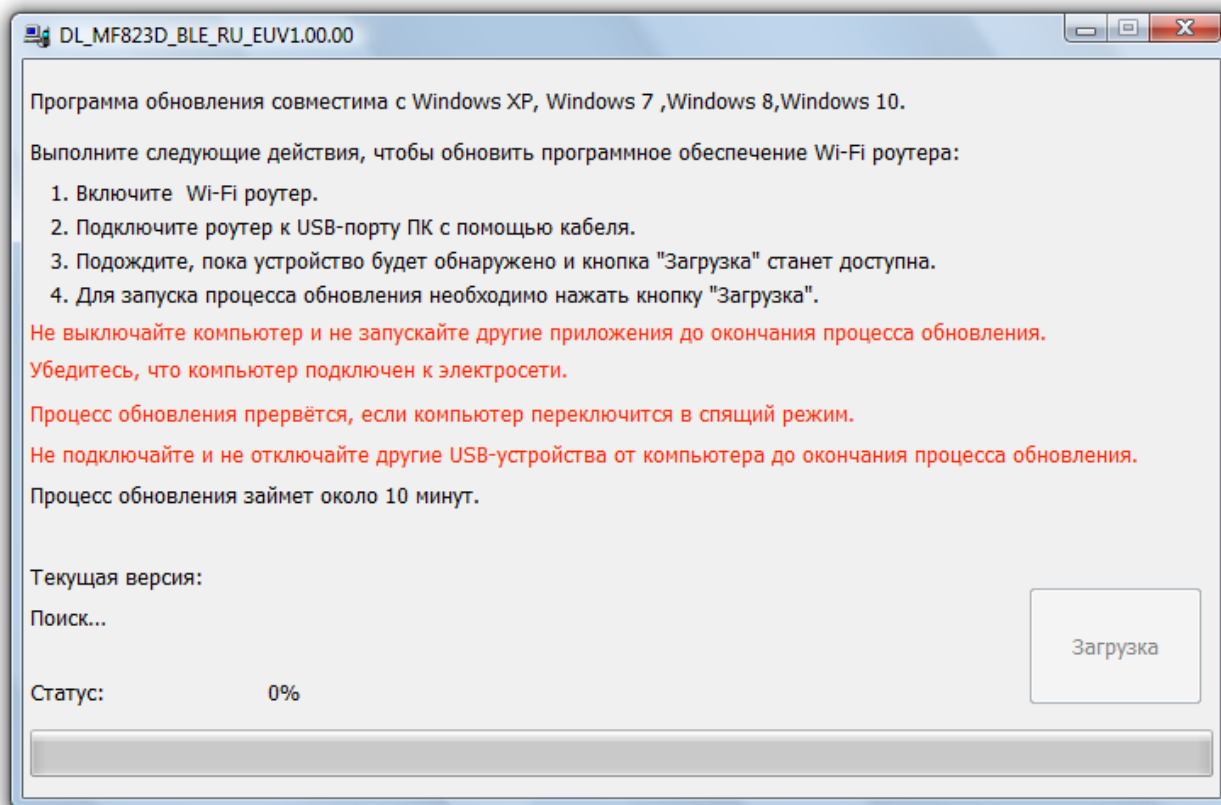 DL_MF823D_BLE_RU_EUV1.00.00
Программа обновления совместима с Windows XP, Windows 7 ,Windows 8,Windows 10.
Выполните следующие действия, чтобы обновить программное обеспечение Wi-Fi роутера:
1. Включите  Wi-Fi роутер.
2. Подключите роутер к USB-порту ПК с помощью кабеля.
3. Подождите, пока устройство будет обнаружено и кнопка "Загрузка" станет доступна.
4. Для запуска процесса обновления необходимо нажать кнопку "Загрузка".
Не выключайте компьютер и не запускайте другие приложения до окончания процесса обновления.
Убедитесь, что компьютер подключен к электросети.
Процесс обновления прервётся, если компьютер переключится в спящий режим.
Не подключайте и не отключайте другие USB-устройства от компьютера до окончания процесса обновления.
Процесс обновления займет около 10 минут.
Текущая версия:
Поиск...
Загрузка
Статус: 0%